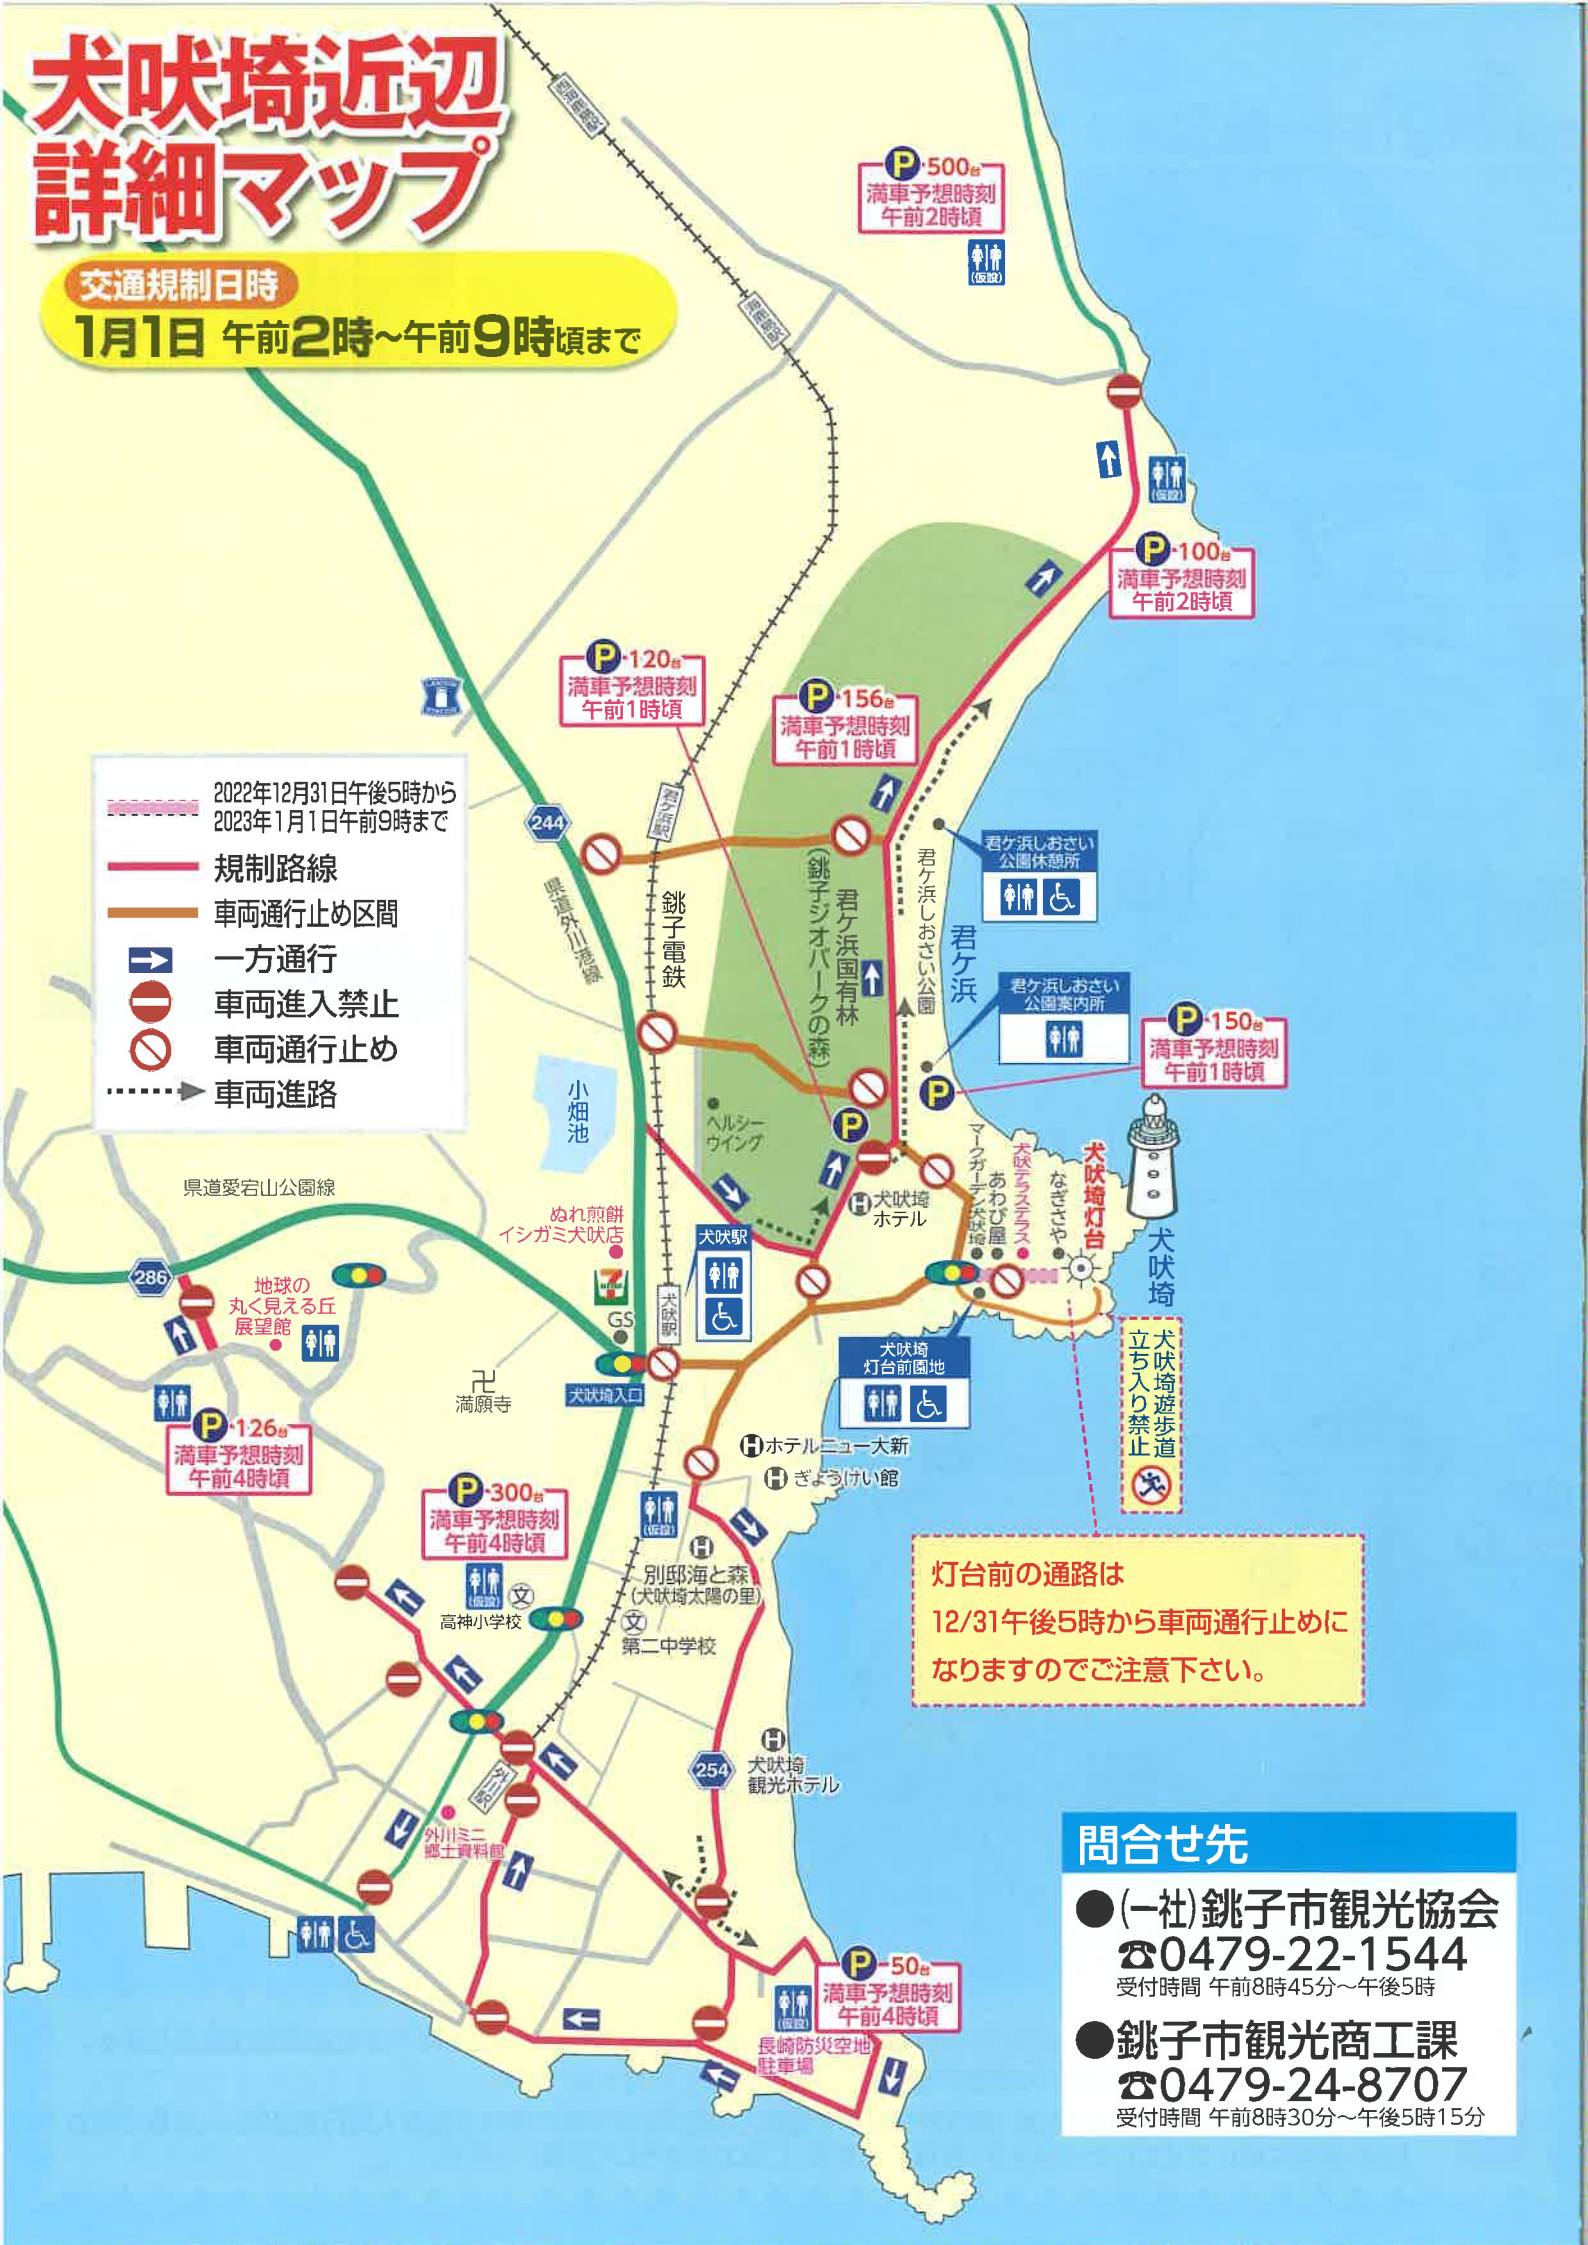 犬吠埼近辺
詳細マップ
交通規制日時
1月1日 午前2時～午前9時頃まで
西海鹿島駅
海鹿島駅
P 500台
満車予想時刻
午前2時頃
(仮設)
(仮設)
P 100台
満車予想時刻
午前2時頃
P 120台
満車予想時刻
午前1時頃
P 156台
満車予想時刻
午前1時頃
2022年12月31日午後5時から
2023年1月1日午前9時まで
規制路線
車両通行止め区間
一方通行
車両進入禁止
車両通行止め
車両進路
244
県道外川港線
君ケ浜駅
銚子電鉄
君ケ浜国有林
(銚子ジオパークの森)
君ケ浜しおさい公園
君ケ浜
君ケ浜しおさい
公園休憩所
君ケ浜しおさい
公園案内所
P 150台
満車予想時刻
午前1時頃
P
P
小畑池
ヘルシー
ウイング
H 犬吠埼
ホテル
マークガーデン犬吠埼
あわび屋
犬吠テラステラス
なぎさや
犬吠埼灯台
犬吠埼
県道愛宕山公園線
ぬれ煎餅
イシガミ犬吠店
犬吠駅
犬吠駅
GS
286
地球の
丸く見える丘
展望館
満願寺
犬吠埼入口
犬吠埼
灯台前園地
犬吠埼遊歩道
立ち入り禁止
P 126台
満車予想時刻
午前4時頃
H ホテルニュー大新
H ぎょうけい館
P 300台
満車予想時刻
午前4時頃
(仮設)
文
高神小学校
(仮設)
H
別邸海と森
(犬吠埼太陽の里)
文
第二中学校
灯台前の通路は
12/31午後5時から車両通行止めに
なりますのでご注意下さい。
254
H
犬吠埼
観光ホテル
外川駅
外川ミニ
郷土資料館
P 50台
満車予想時刻
午前4時頃
(仮設)
長崎防災空地
駐車場
問合せ先
●(一社)銚子市観光協会
☎0479-22-1544
受付時間 午前8時45分～午後5時
●銚子市観光商工課
☎0479-24-8707
受付時間 午前8時30分～午後5時15分